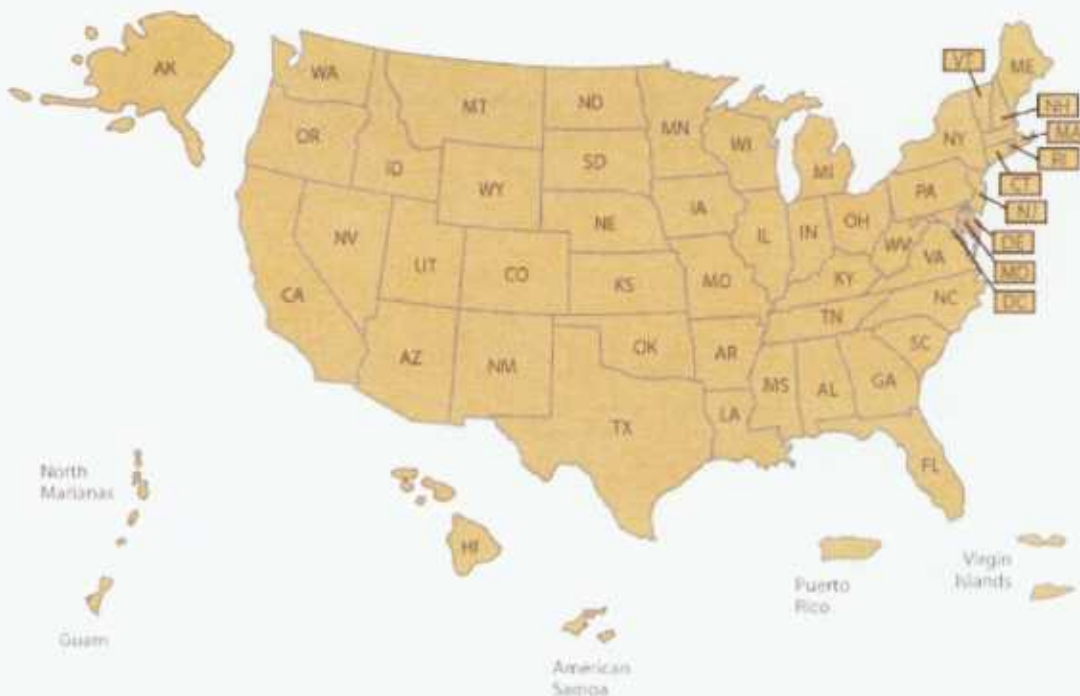 AK
WA
MT
ND
MN
VT
ME
NH
MA
RI
CT
NJ
DE
MD
DC
OR
ID
WY
SD
WI
MI
NY
PA
NV
UT
CO
NE
IA
IL
IN
OH
WV
VA
CA
KS
MO
KY
NC
AZ
NM
OK
AR
TN
SC
TX
LA
MS
AL
GA
FL
HI
North
Marianas
Guam
American
Samoa
Puerto
Rico
Virgin
Islands